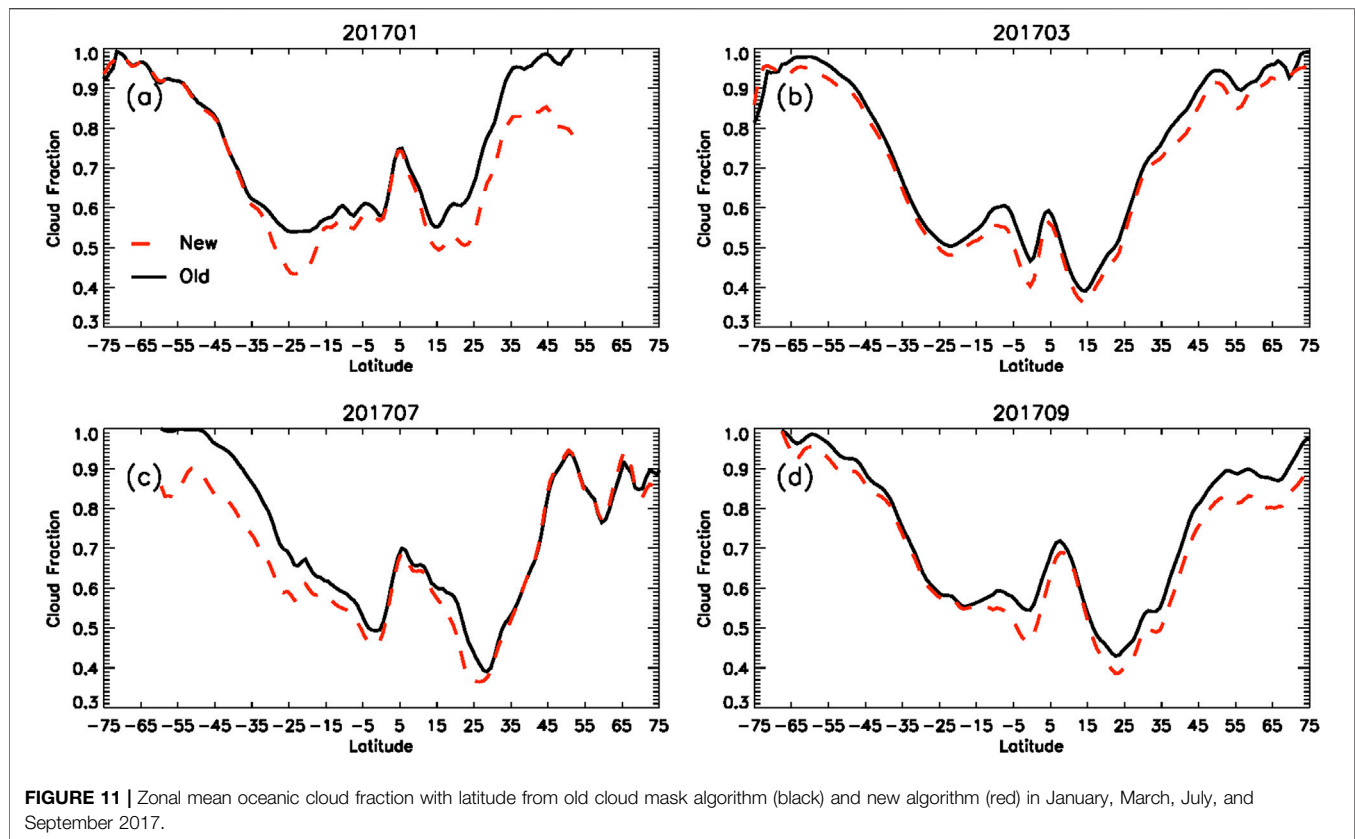 201701
1.0
0.9
0.8
0.7
0.6
0.5
0.4
0.3
Cloud Fraction
(a)
New
Old
-75 -65 -55 -45 -35 -25 -15 -5 5 15 25 35 45 55 65 75
Latitude
201703
1.0
0.9
0.8
0.7
0.6
0.5
0.4
0.3
Cloud Fraction
(b)
-75 -65 -55 -45 -35 -25 -15 -5 5 15 25 35 45 55 65 75
Latitude
201707
1.0
0.9
0.8
0.7
0.6
0.5
0.4
0.3
Cloud Fraction
(c)
-75 -65 -55 -45 -35 -25 -15 -5 5 15 25 35 45 55 65 75
Latitude
201709
1.0
0.9
0.8
0.7
0.6
0.5
0.4
0.3
Cloud Fraction
(d)
-75 -65 -55 -45 -35 -25 -15 -5 5 15 25 35 45 55 65 75
Latitude
FIGURE 11 | Zonal mean oceanic cloud fraction with latitude from old cloud mask algorithm (black) and new algorithm (red) in January, March, July, and
September 2017.